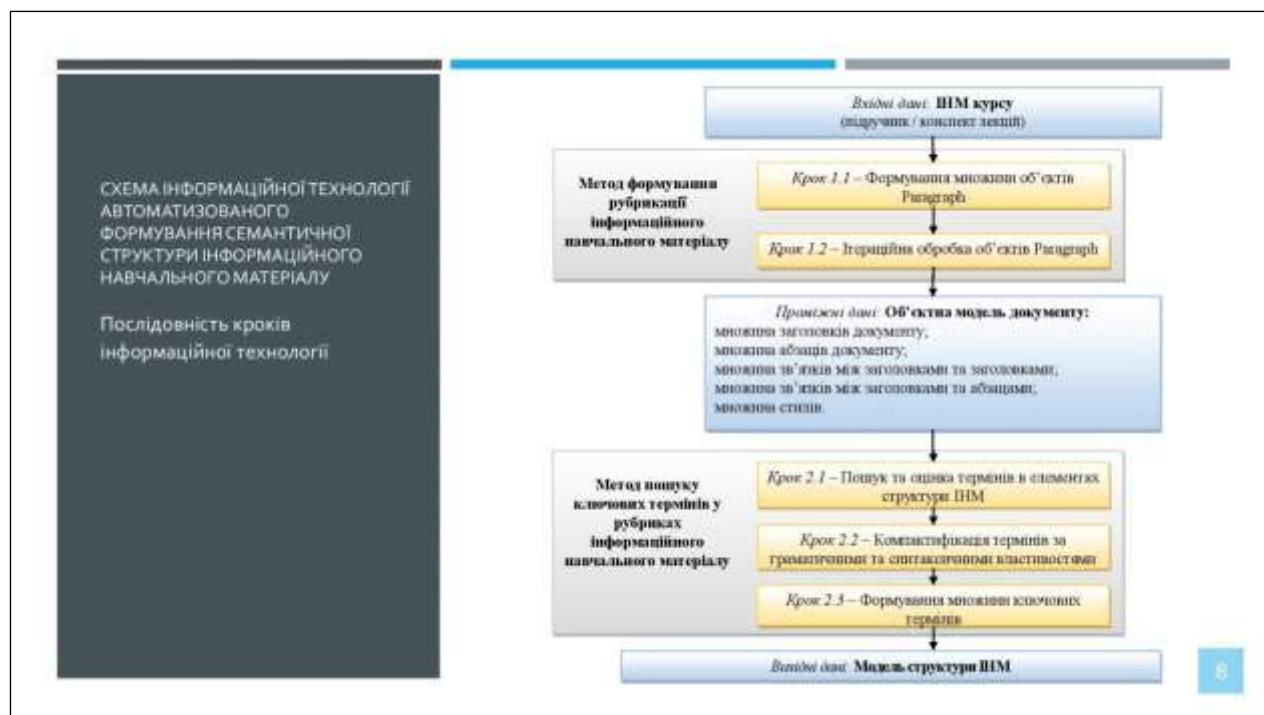 СХЕМА ІНФОРМАЦІЙНОЇ ТЕХНОЛОГІЇ
АВТОМАТИЗОВАНОГО
ФОРМУВАННЯ СЕМАНТИЧНОЇ
СТРУКТУРИ ІНФОРМАЦІЙНОГО
НАВЧАЛЬНОГО МАТЕРІАЛУ
Послідовність кроків
інформаційної технології
Вхідні дані: ІНМ курсу
(підручник / конспект лекцій)
Метод формування
рубрикації
інформаційного
навчального матеріалу
Крок 1.1 – Формування множини об'єктів
Paragraph
Крок 1.2 – Ітераційна обробка об'єктів Paragraph
Проміжні дані: Об'єктна модель документу:
множина заголовків документу;
множина абзаців документу;
множина зв'язків між заголовками та заголовками;
множина зв'язків між заголовками та абзацами;
множина стилів.
Метод пошуку
ключових термінів у
рубриках
інформаційного
навчального матеріалу
Крок 2.1 – Пошук та оцінка термінів в елементах
структури ІНМ
Крок 2.2 – Компактифікація термінів за
граматичними та синтаксичними властивостями
Крок 2.3 – Формування множини ключових
термінів
Вихідні дані: Модель структури ІНМ
8